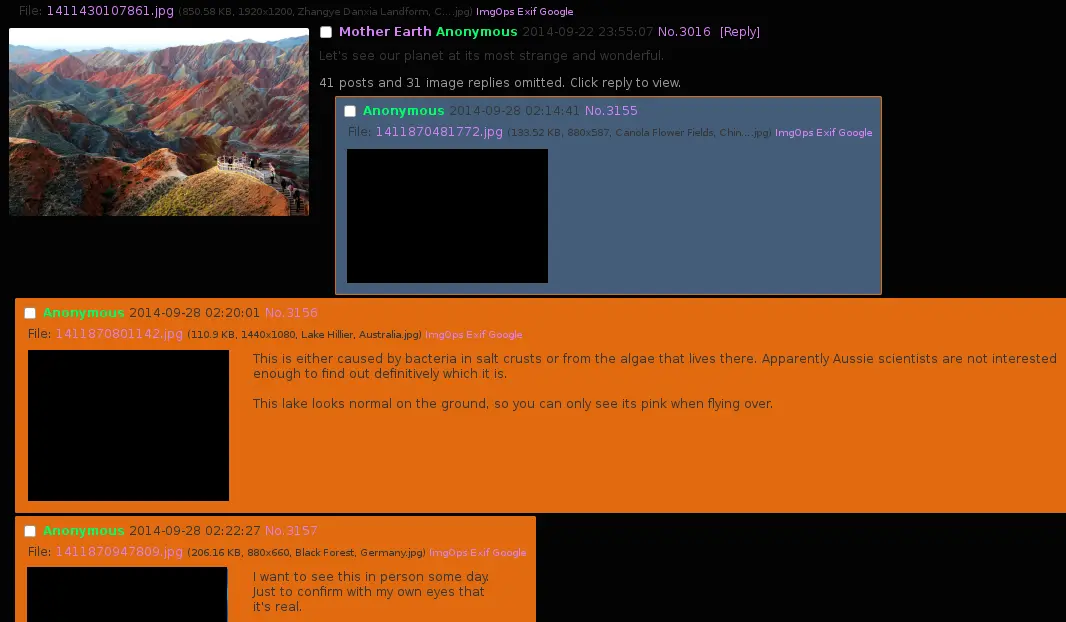 File: 1411430107861.jpg (850.58 KB, 1920x1200, Zhangye Danxia Landform, C....jpg) ImgOps Exif Google
Mother Earth Anonymous 2014-09-22 23:55:07 No.3016 [Reply]
Let's see our planet at its most strange and wonderful.
41 posts and 31 image replies omitted. Click reply to view.
Anonymous 2014-09-28 02:14:41 No.3155
File: 1411870481772.jpg (133.52 KB, 880x587, Canola Flower Fields, Chin....jpg) ImgOps Exif Google
Anonymous 2014-09-28 02:20:01 No.3156
File: 1411870801142.jpg (110.9 KB, 1440x1080, Lake Hillier, Australia.jpg) ImgOps Exif Google
This is either caused by bacteria in salt crusts or from the algae that lives there. Apparently Aussie scientists are not interested
enough to find out definitively which it is.
This lake looks normal on the ground, so you can only see its pink when flying over.
Anonymous 2014-09-28 02:22:27 No.3157
File: 1411870947809.jpg (206.16 KB, 880x660, Black Forest, Germany.jpg) ImgOps Exif Google
I want to see this in person some day.
Just to confirm with my own eyes that
it's real.